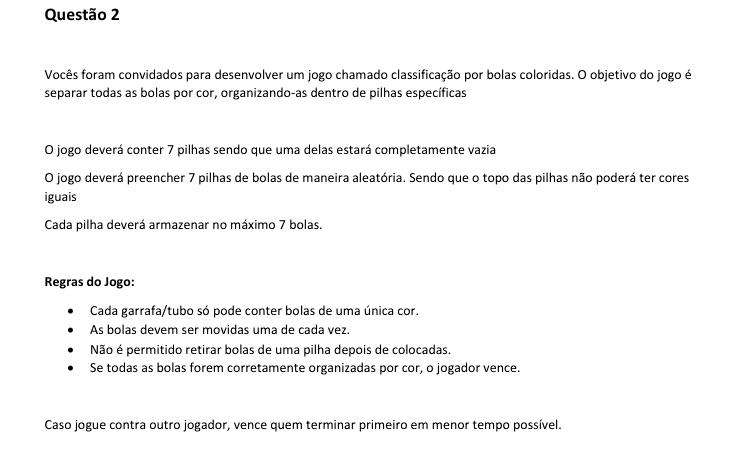 Questão 2
Vocês foram convidados para desenvolver um jogo chamado classificação por bolas coloridas. O objetivo do jogo é
separar todas as bolas por cor, organizando-as dentro de pilhas específicas
O jogo deverá conter 7 pilhas sendo que uma delas estará completamente vazia
O jogo deverá preencher 7 pilhas de bolas de maneira aleatória. Sendo que o topo das pilhas não poderá ter cores
iguais
Cada pilha deverá armazenar no máximo 7 bolas.
Regras do Jogo:
• Cada garrafa/tubo só pode conter bolas de uma única cor.
• As bolas devem ser movidas uma de cada vez.
• Não é permitido retirar bolas de uma pilha depois de colocadas.
• Se todas as bolas forem corretamente organizadas por cor, o jogador vence.
Caso jogue contra outro jogador, vence quem terminar primeiro em menor tempo possível.